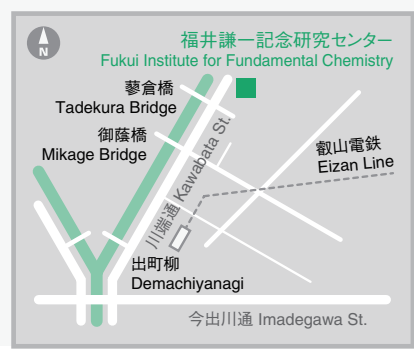 N
福井謙一記念研究センター
Fukui Institute for Fundamental Chemistry
蓼倉橋
Tadekura Bridge
御蔭橋
Mikage Bridge
川端通 Kawabata St.
叡山電鉄
Eizan Line
出町柳
Demachiyanagi
今出川通 Imadegawa St.